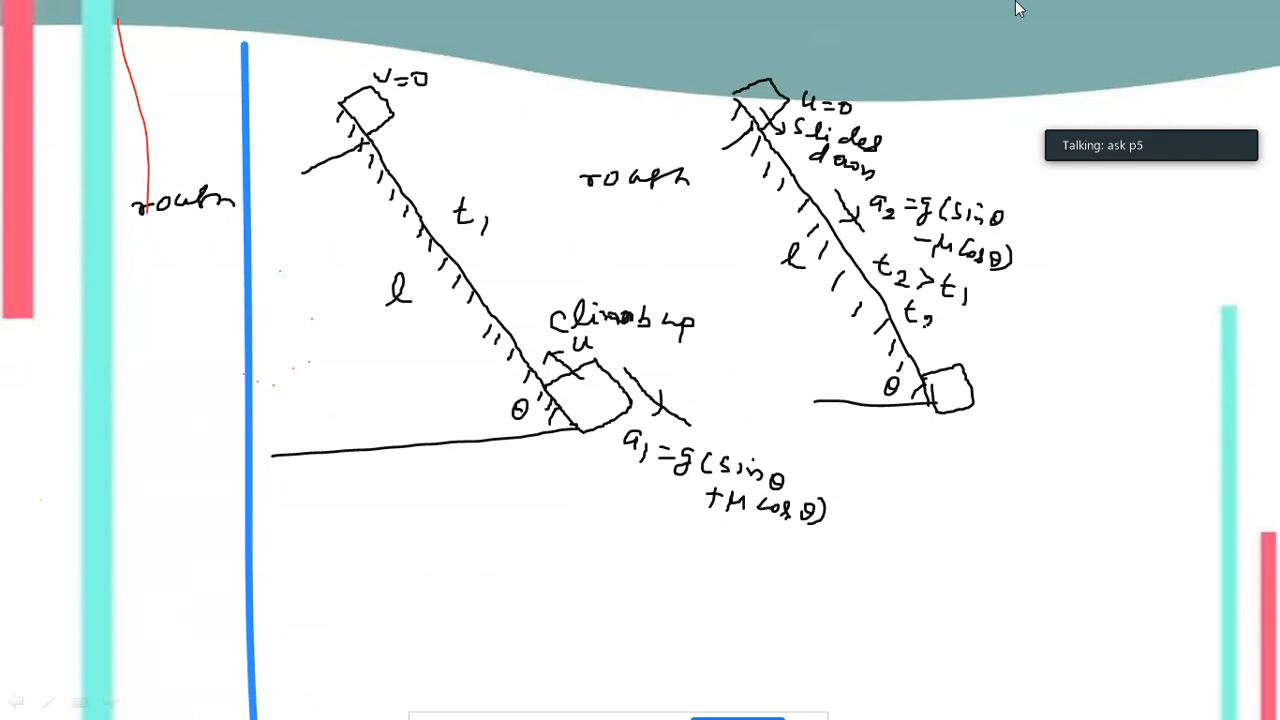 v=0
rough
t1
l
climb up
u
θ
a1 = g(sinθ
+μcosθ)
u=0
slides
down
rough
a2 = g(sinθ
-μcosθ)
l
t2 > t1
t2
θ
Talking: ask p5